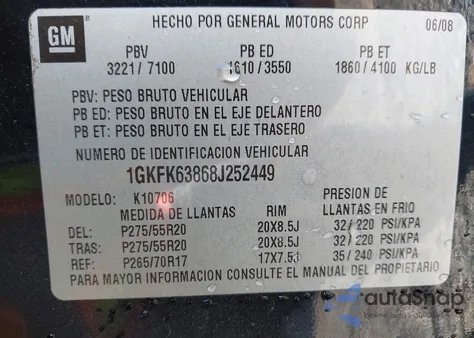 GM HECHO POR GENERAL MOTORS CORP 06/08
PBV PB ED PB ET
3221 / 7100 1610 / 3550 1860 / 4100 KG/LB
PBV: PESO BRUTO VEHICULAR
PB ED: PESO BRUTO EN EL EJE DELANTERO
PB ET: PESO BRUTO EN EL EJE TRASERO
NUMERO DE IDENTIFICACION VEHICULAR
1GKFK63868J252449
MODELO: K10706 PRESION DE
MEDIDA DE LLANTAS RIM LLANTAS EN FRIO
DEL: P275/55R20 20X8.5J 32 / 220 PSI/KPA
TRAS: P275/55R20 20X8.5J 32 / 220 PSI/KPA
REF: P265/70R17 17X7.5J 35 / 240 PSI/KPA
PARA MAYOR INFORMACION CONSULTE EL MANUAL DEL PROPIETARIO
autoSnap